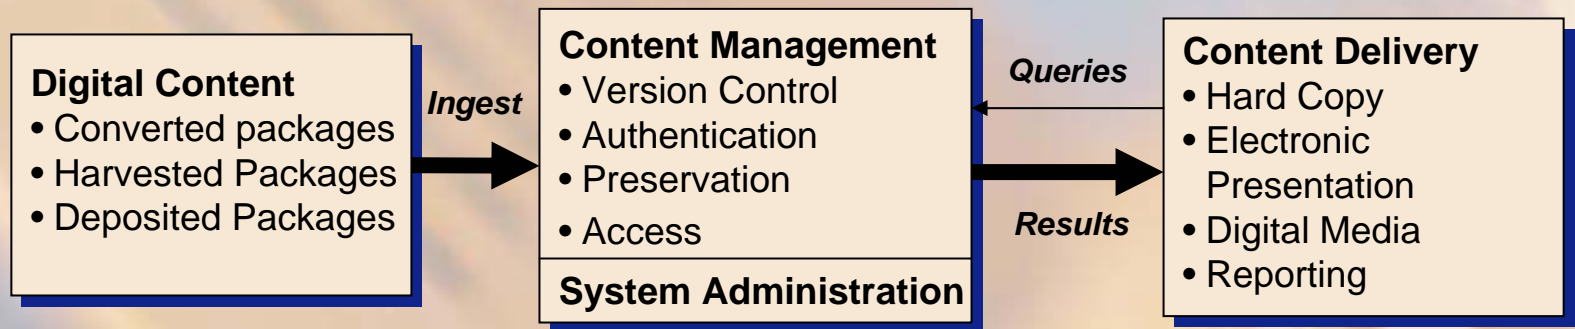 Digital Content
• Converted packages
• Harvested Packages
• Deposited Packages
Ingest
Content Management
• Version Control
• Authentication
• Preservation
• Access
System Administration
Queries
Results
Content Delivery
• Hard Copy
• Electronic
Presentation
• Digital Media
• Reporting